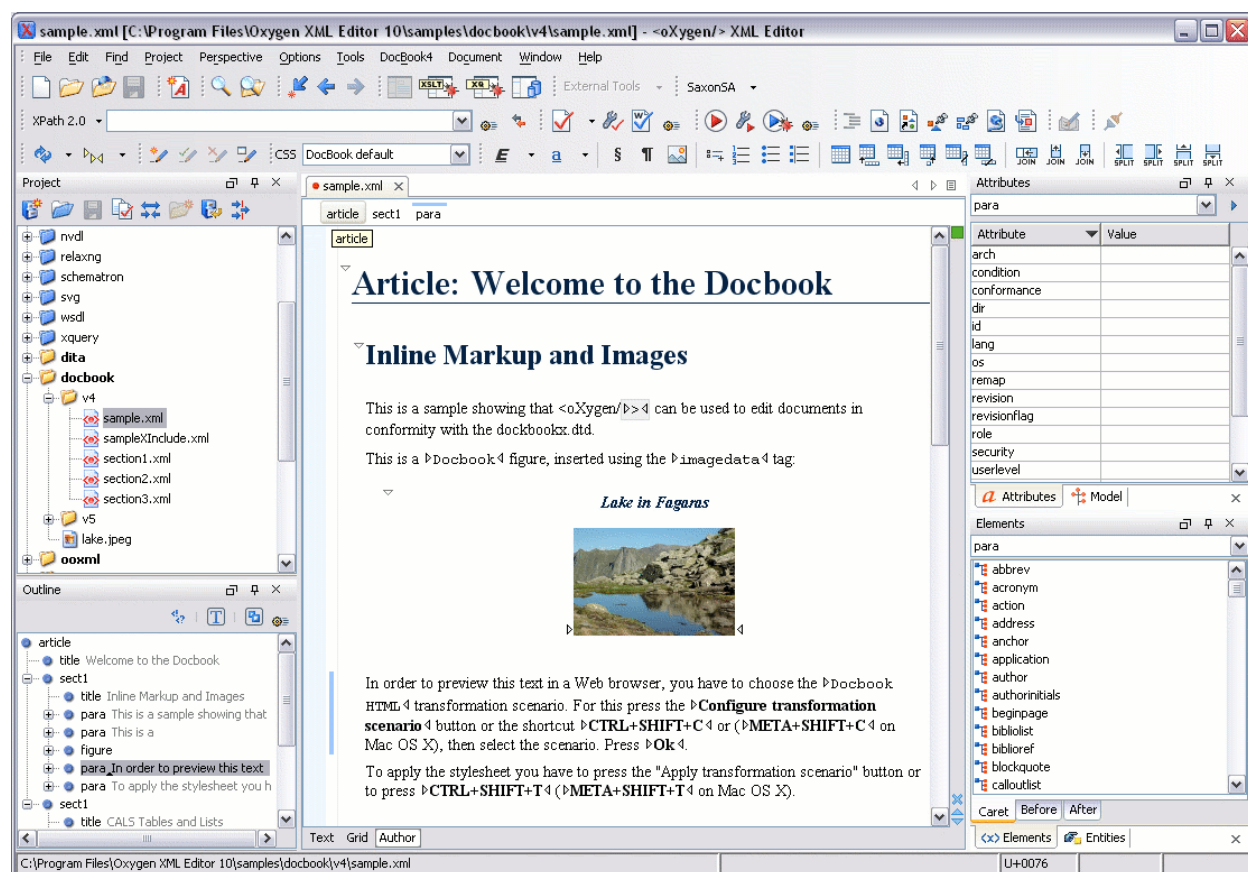 sample.xml [C:\Program Files\Oxygen XML Editor 10\samples\docbook\v4\sample.xml] - <oXygen/> XML Editor
File Edit Find Project Perspective Options Tools DocBook4 Document Window Help
XSLT XQ External Tools SaxonSA
XPath 2.0
CSS DocBook default E a § ¶ JOIN JOIN JOIN SPLIT SPLIT SPLIT SPLIT
Project
nvdl
relaxng
schematron
svg
wsdl
xquery
dita
docbook
v4
sample.xml
sampleXInclude.xml
section1.xml
section2.xml
section3.xml
v5
lake.jpeg
ooxml
Outline
article
title Welcome to the Docbook
sect1
title Inline Markup and Images
para This is a sample showing that
para This is a
figure
para In order to preview this text
para To apply the stylesheet you h
sect1
title CALS Tables and Lists
sample.xml
article sect1 para
article
Article: Welcome to the Docbook
Inline Markup and Images
This is a sample showing that <oXygen/> can be used to edit documents in
conformity with the dockbookx.dtd.
This is a Docbook figure, inserted using the imagedata tag:
Lake in Fagaras
In order to preview this text in a Web browser, you have to choose the Docbook
HTML transformation scenario. For this press the Configure transformation
scenario button or the shortcut CTRL+SHIFT+C or (META+SHIFT+C on
Mac OS X), then select the scenario. Press Ok.
To apply the stylesheet you have to press the "Apply transformation scenario" button or
to press CTRL+SHIFT+T (META+SHIFT+T on Mac OS X).
Text Grid Author
Attributes
para
Attribute Value
arch
condition
conformance
dir
id
lang
os
remap
revision
revisionflag
role
security
userlevel
Attributes Model
Elements
para
abbrev
acronym
action
address
anchor
application
author
authorinitials
beginpage
bibliolist
biblioref
blockquote
calloutlist
Caret Before After
Elements Entities
C:\Program Files\Oxygen XML Editor 10\samples\docbook\v4\sample.xml U+0076